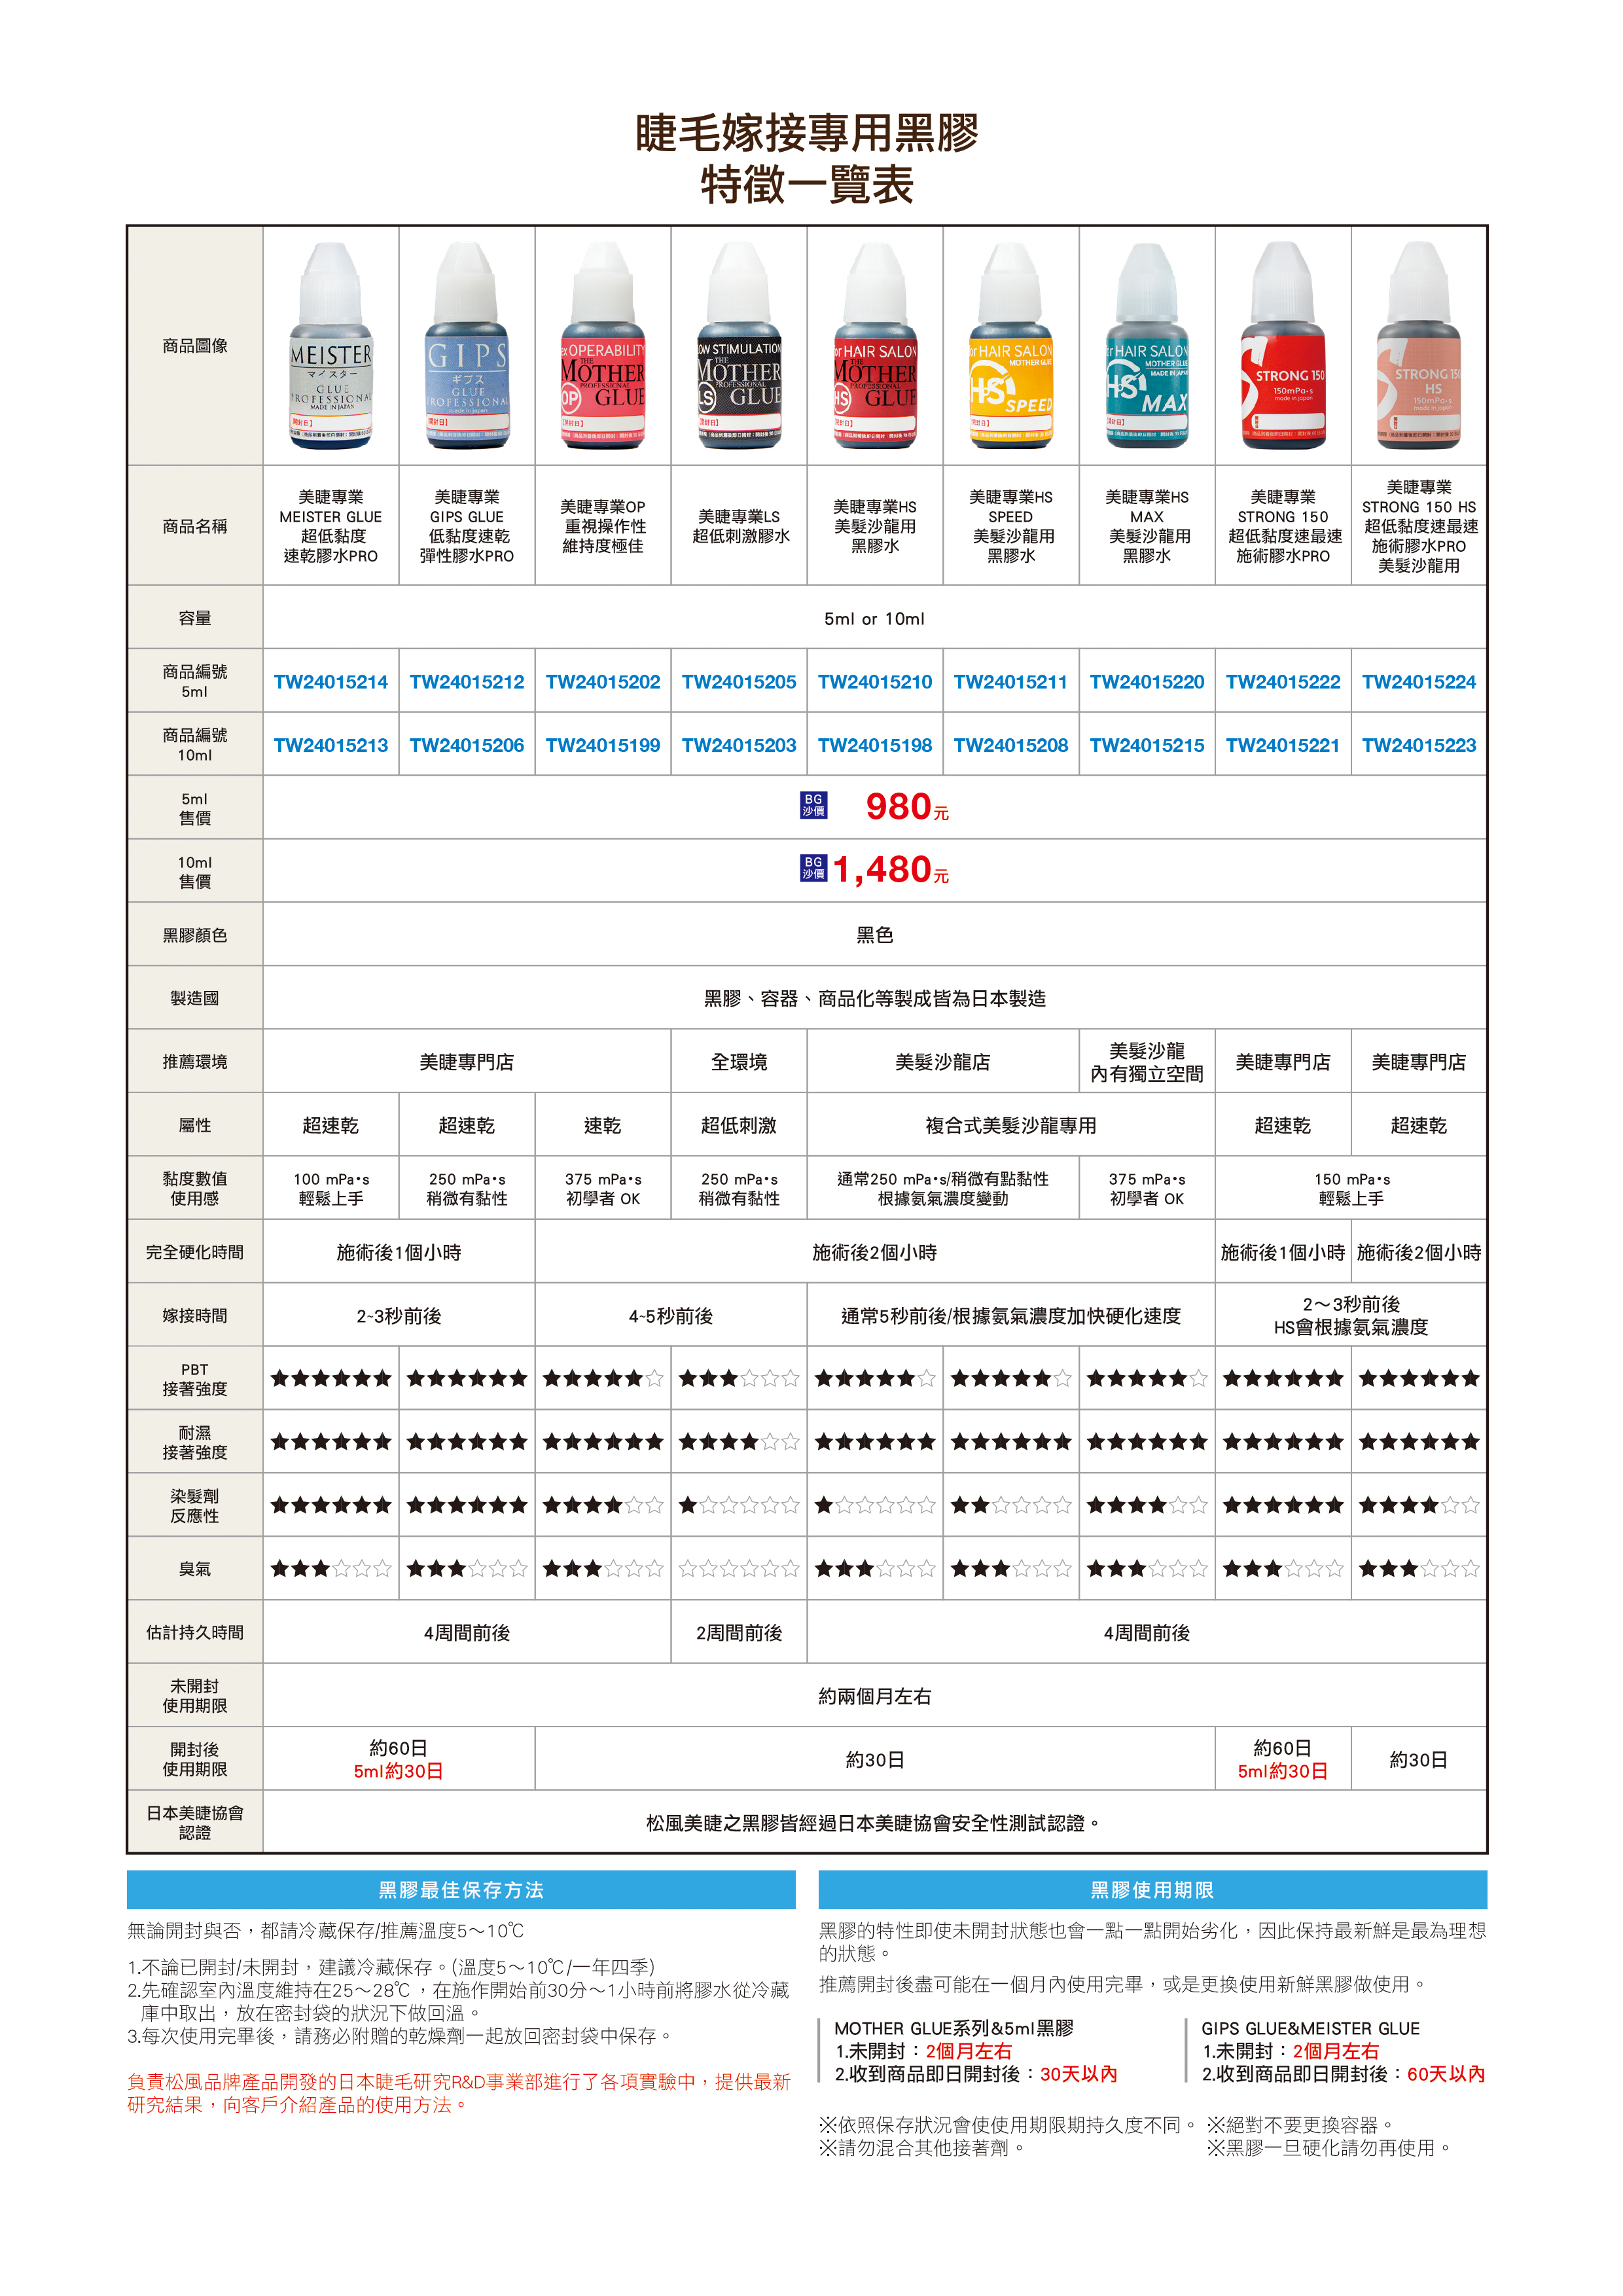 睫毛嫁接專用黑膠
特徵一覽表
商品圖像
MEISTER
マイスター
GLUE
PROFESSIONAL
MADE IN JAPAN
【開封日】
GIPS
ギプス
GLUE
PROFESSIONAL
made in japan
【開封日】
ex OPERABILITY
THE
MOTHER
PROFESSIONAL
OP GLUE
【開封日】
OW STIMULATION
THE
MOTHER
PROFESSIONAL
LS GLUE
【開封日】
or HAIR SALON
THE
MOTHER
PROFESSIONAL
HS GLUE
【開封日】
or HAIR SALON
MOTHER GLUE
HS
SPEED
【開封日】
or HAIR SALON
MOTHER GLUE
MADE IN JAPAN
HS
MAX
【開封日】
STRONG 150
150mPa·s
made in japan
STRONG 150
HS
150mPa·s
made in japan
商品名稱
美睫專業
MEISTER GLUE
超低黏度
速乾膠水PRO
美睫專業
GIPS GLUE
低黏度速乾
彈性膠水PRO
美睫專業OP
重視操作性
維持度極佳
美睫專業LS
超低刺激膠水
美睫專業HS
美髮沙龍用
黑膠水
美睫專業HS
SPEED
美髮沙龍用
黑膠水
美睫專業HS
MAX
美髮沙龍用
黑膠水
美睫專業
STRONG 150
超低黏度速最速
施術膠水PRO
美睫專業
STRONG 150 HS
超低黏度速最速
施術膠水PRO
美髮沙龍用
容量
5ml or 10ml
商品編號
5ml
TW24015214 TW24015212 TW24015202 TW24015205 TW24015210 TW24015211 TW24015220 TW24015222 TW24015224
商品編號
10ml
TW24015213 TW24015206 TW24015199 TW24015203 TW24015198 TW24015208 TW24015215 TW24015221 TW24015223
5ml
售價
BG
沙價
980元
10ml
售價
BG
沙價
1,480元
黑膠顏色
黑色
製造國
黑膠、容器、商品化等製成皆為日本製造
推薦環境
美睫專門店
全環境
美髮沙龍店
美髮沙龍
內有獨立空間
美睫專門店
美睫專門店
屬性
超速乾
超速乾
速乾
超低刺激
複合式美髮沙龍專用
超速乾
超速乾
黏度數值
使用感
100 mPa•s
輕鬆上手
250 mPa•s
稍微有黏性
375 mPa•s
初學者 OK
250 mPa•s
稍微有黏性
通常250 mPa•s/稍微有點黏性
根據氨氣濃度變動
375 mPa•s
初學者 OK
150 mPa•s
輕鬆上手
完全硬化時間
施術後1個小時
施術後2個小時
施術後1個小時
施術後2個小時
嫁接時間
2~3秒前後
4~5秒前後
通常5秒前後/根據氨氣濃度加快硬化速度
2～3秒前後
HS會根據氨氣濃度
PBT
接著強度
★★★★★★ ★★★★★★ ★★★★★☆ ★★★☆☆☆ ★★★★★☆ ★★★★★☆ ★★★★★☆ ★★★★★★ ★★★★★★
耐濕
接著強度
★★★★★★ ★★★★★★ ★★★★★★ ★★★★☆☆ ★★★★★★ ★★★★★★ ★★★★★★ ★★★★★★ ★★★★★★
染髮劑
反應性
★★★★★★ ★★★★★★ ★★★★☆☆ ★☆☆☆☆☆ ★☆☆☆☆☆ ★★☆☆☆☆ ★★★★☆☆ ★★★★★★ ★★★★☆☆
臭氣
★★★☆☆☆ ★★★☆☆☆ ★★★☆☆☆ ☆☆☆☆☆☆ ★★★☆☆☆ ★★★☆☆☆ ★★★☆☆☆ ★★★☆☆☆ ★★★☆☆☆
估計持久時間
4周間前後
2周間前後
4周間前後
未開封
使用期限
約兩個月左右
開封後
使用期限
約60日
5ml約30日
約30日
約60日
5ml約30日
約30日
日本美睫協會
認證
松風美睫之黑膠皆經過日本美睫協會安全性測試認證。
黑膠最佳保存方法
無論開封與否，都請冷藏保存/推薦溫度5～10℃
1.不論已開封/未開封，建議冷藏保存。(溫度5～10℃/一年四季)
2.先確認室內溫度維持在25～28℃，在施作開始前30分～1小時前將膠水從冷藏
庫中取出，放在密封袋的狀況下做回溫。
3.每次使用完畢後，請務必附贈的乾燥劑一起放回密封袋中保存。
負責松風品牌產品開發的日本睫毛研究R&D事業部進行了各項實驗中，提供最新
研究結果，向客戶介紹產品的使用方法。
黑膠使用期限
黑膠的特性即使未開封狀態也會一點一點開始劣化，因此保持最新鮮是最為理想
的狀態。
推薦開封後盡可能在一個月內使用完畢，或是更換使用新鮮黑膠做使用。
MOTHER GLUE系列&5ml黑膠
1.未開封：2個月左右
2.收到商品即日開封後：30天以內
GIPS GLUE&MEISTER GLUE
1.未開封：2個月左右
2.收到商品即日開封後：60天以內
※依照保存狀況會使使用期限期持久度不同。 ※絕對不要更換容器。
※請勿混合其他接著劑。 ※黑膠一旦硬化請勿再使用。